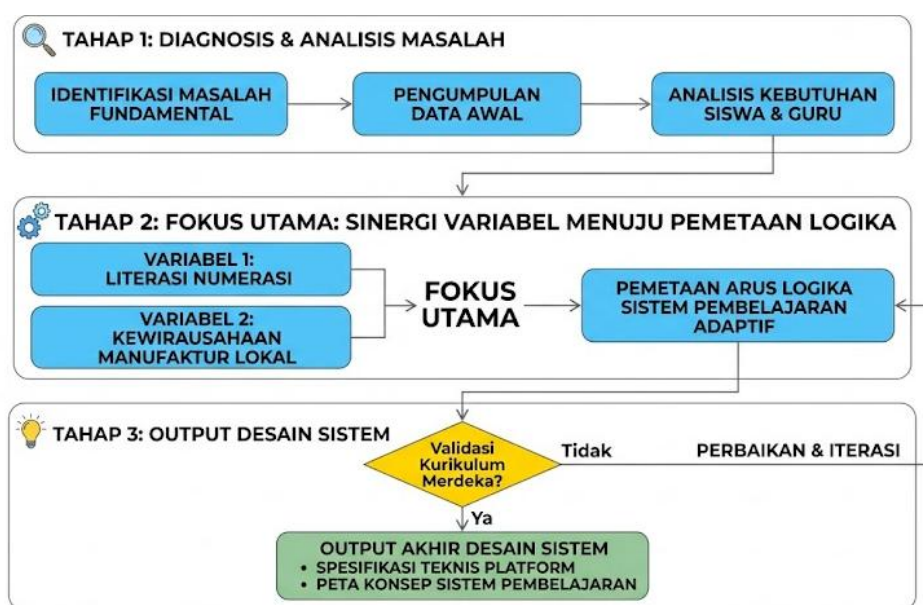 TAHAP 1: DIAGNOSIS & ANALISIS MASALAH
IDENTIFIKASI MASALAH
FUNDAMENTAL
PENGUMPULAN
DATA AWAL
ANALISIS KEBUTUHAN
SISWA & GURU
TAHAP 2: FOKUS UTAMA: SINERGI VARIABEL MENUJU PEMETAAN LOGIKA
VARIABEL 1:
LITERASI NUMERASI
VARIABEL 2:
KEWIRAUSAHAAN
MANUFAKTUR LOKAL
FOKUS
UTAMA
PEMETAAN ARUS LOGIKA
SISTEM PEMBELAJARAN
ADAPTIF
TAHAP 3: OUTPUT DESAIN SISTEM
Validasi
Kurikulum
Merdeka?
Tidak
PERBAIKAN & ITERASI
Ya
OUTPUT AKHIR DESAIN SISTEM
• SPESIFIKASI TEKNIS PLATFORM
• PETA KONSEP SISTEM PEMBELAJARAN